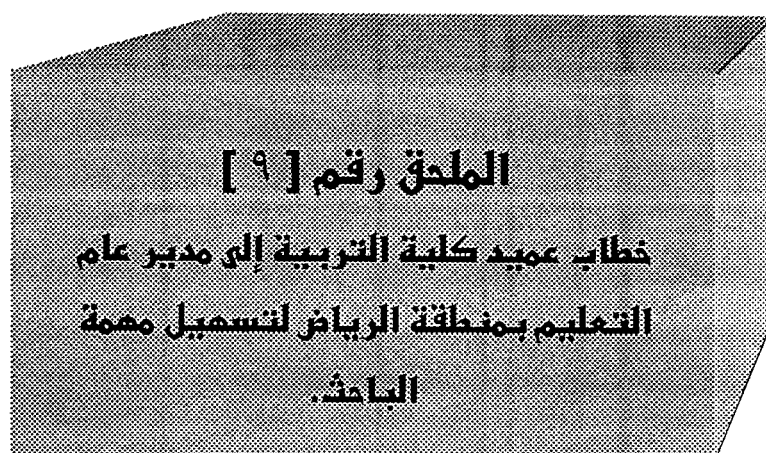 الملحق رقم [ ٩ ]
خطاب عميد كلية التربية إلى مدير عام
التعليم بمنطقة الرياض لتسهيل مهمة
الباحث.